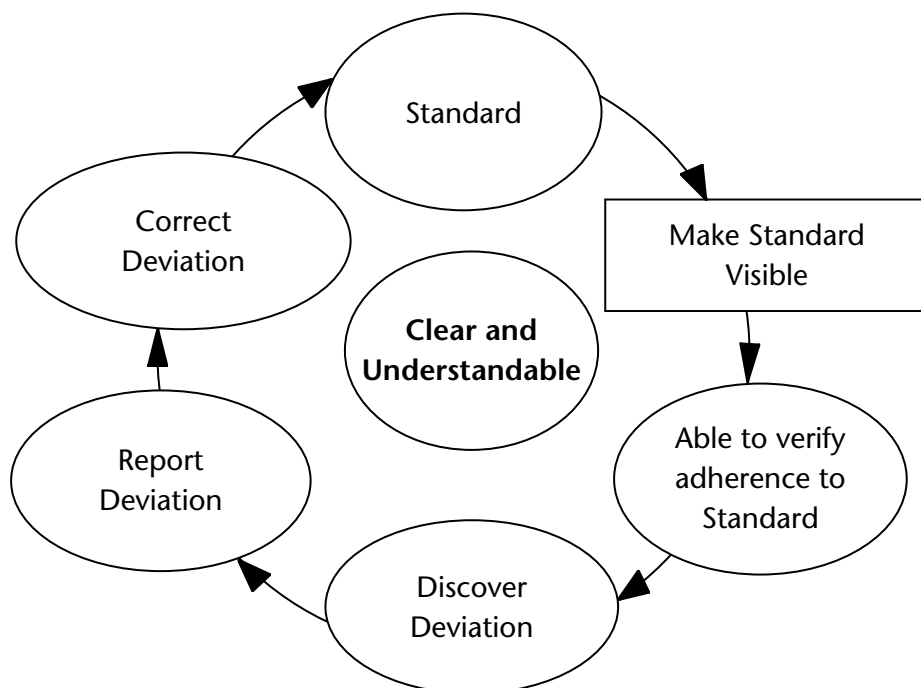 Standard
Make Standard
Visible
Able to verify
adherence to
Standard
Discover
Deviation
Report
Deviation
Correct
Deviation
Clear and
Understandable